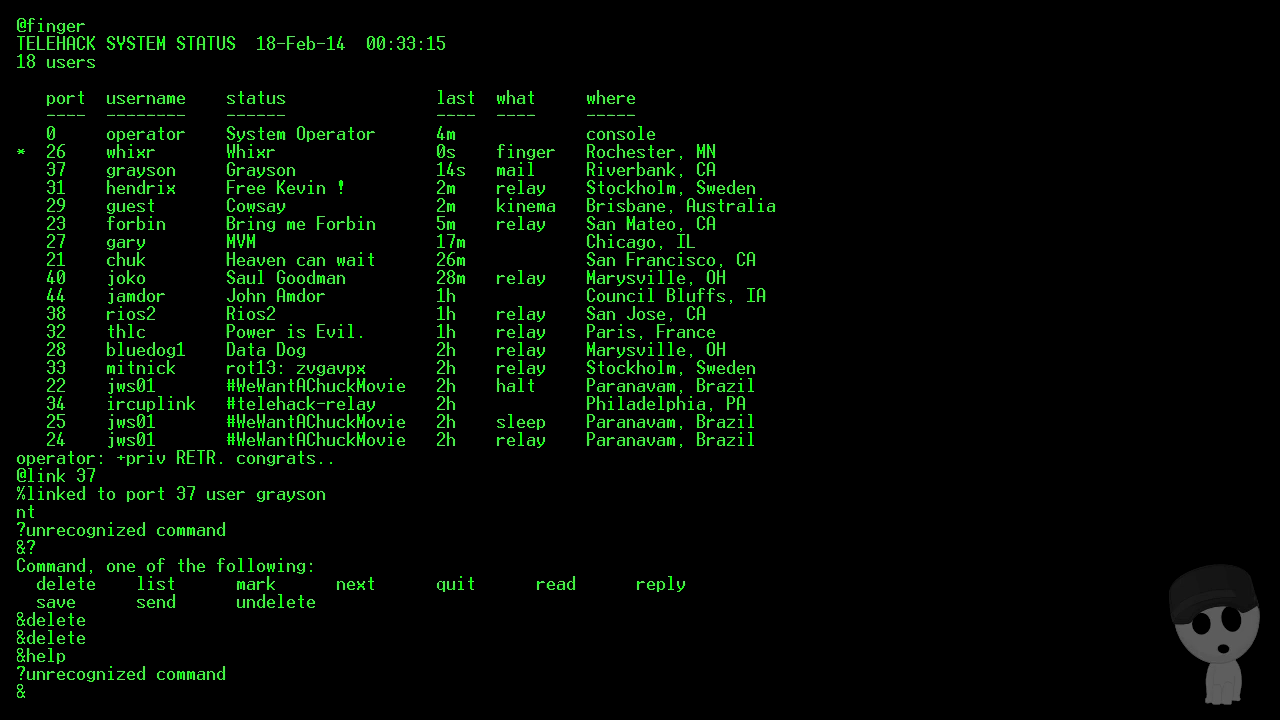 @finger
TELEHACK SYSTEM STATUS  18-Feb-14  00:33:15
18 users

   port  username    status               last  what     where
   ----  --------    ------               ----  ----     -----
   0     operator    System Operator      4m             console
*  26    whixr       Whixr                0s    finger   Rochester, MN
   37    grayson     Grayson              14s   mail     Riverbank, CA
   31    hendrix     Free Kevin !         2m    relay    Stockholm, Sweden
   29    guest       Cowsay               2m    kinema   Brisbane, Australia
   23    forbin      Bring me Forbin      5m    relay    San Mateo, CA
   27    gary        MVM                  17m            Chicago, IL
   21    chuk        Heaven can wait      26m            San Francisco, CA
   40    joko        Saul Goodman         28m   relay    Marysville, OH
   44    jamdor      John Amdor           1h             Council Bluffs, IA
   38    rios2       Rios2                1h    relay    San Jose, CA
   32    thlc        Power is Evil.       1h    relay    Paris, France
   28    bluedog1    Data Dog             2h    relay    Marysville, OH
   33    mitnick     rot13: zvgavpx       2h    relay    Stockholm, Sweden
   22    jws01       #WeWantAChuckMovie   2h    halt     Paranavam, Brazil
   34    ircuplink   #telehack-relay      2h             Philadelphia, PA
   25    jws01       #WeWantAChuckMovie   2h    sleep    Paranavam, Brazil
   24    jws01       #WeWantAChuckMovie   2h    relay    Paranavam, Brazil
operator: +priv RETR. congrats..
@link 37
%linked to port 37 user grayson
nt
?unrecognized command
&?
Command, one of the following:
  delete    list      mark      next      quit      read      reply
  save      send      undelete
&delete
&delete
&help
?unrecognized command
&